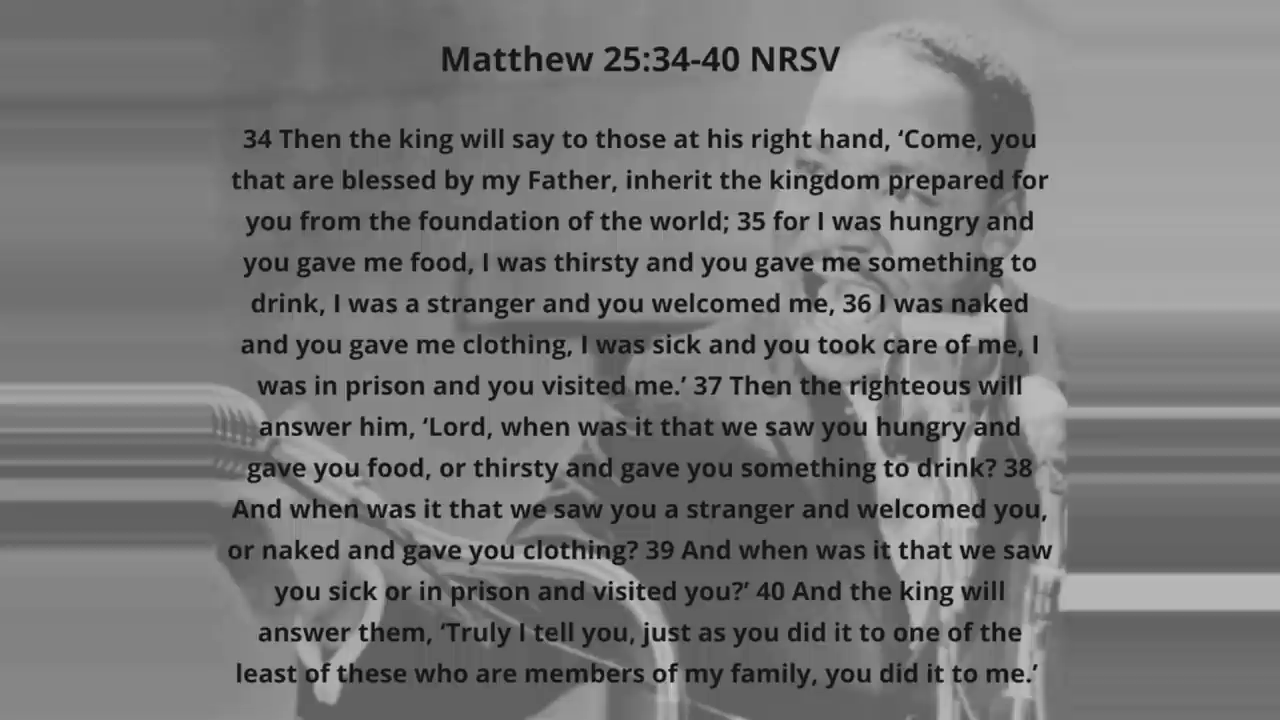 Matthew 25:34-40 NRSV
34 Then the king will say to those at his right hand, ‘Come, you
that are blessed by my Father, inherit the kingdom prepared for
you from the foundation of the world; 35 for I was hungry and
you gave me food, I was thirsty and you gave me something to
drink, I was a stranger and you welcomed me, 36 I was naked
and you gave me clothing, I was sick and you took care of me, I
was in prison and you visited me.’ 37 Then the righteous will
answer him, ‘Lord, when was it that we saw you hungry and
gave you food, or thirsty and gave you something to drink? 38
And when was it that we saw you a stranger and welcomed you,
or naked and gave you clothing? 39 And when was it that we saw
you sick or in prison and visited you?’ 40 And the king will
answer them, ‘Truly I tell you, just as you did it to one of the
least of these who are members of my family, you did it to me.’